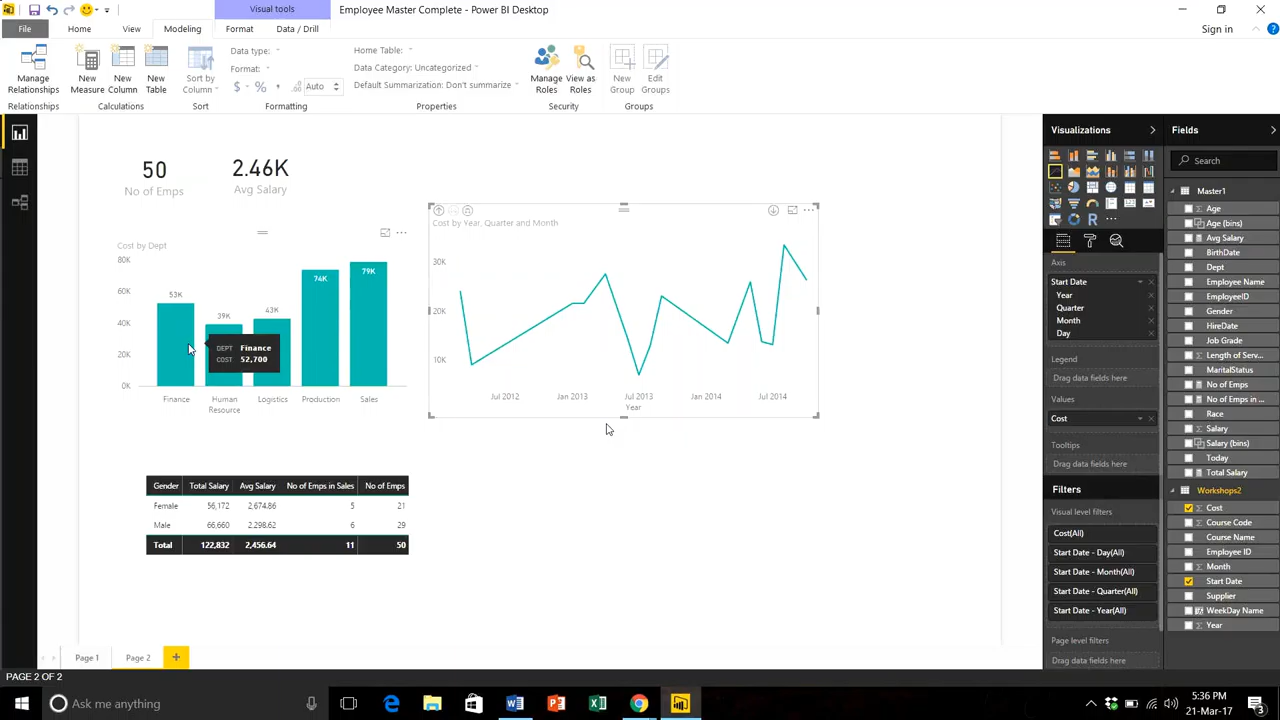 Visual tools
Employee Master Complete - Power BI Desktop
File
Home
View
Modeling
Format
Data / Drill
Sign in
Manage Relationships
New Measure
New Column
New Table
Sort by Column
Data type:
Format:
$ % , .00 Auto
Home Table:
Data Category: Uncategorized
Default Summarization: Don't summarize
Manage Roles
View as Roles
New Group
Edit Groups
Relationships
Calculations
Sort
Formatting
Properties
Security
Groups
50
No of Emps
2.46K
Avg Salary
Cost by Dept
80K
60K
40K
20K
0K
53K
39K
43K
74K
79K
DEPT Finance
COST 52,700
Finance
Human Resource
Logistics
Production
Sales
Cost by Year, Quarter and Month
30K
20K
10K
Jul 2012
Jan 2013
Jul 2013
Jan 2014
Jul 2014
Year
Gender Total Salary Avg Salary No of Emps in Sales No of Emps
Female 56,172 2,674.86 5 21
Male 66,660 2,298.62 6 29
Total 122,832 2,456.64 11 50
Visualizations
R
Axis
Start Date
Year
Quarter
Month
Day
Legend
Drag data fields here
Values
Cost
Tooltips
Drag data fields here
Filters
Visual level filters
Cost(All)
Start Date - Day(All)
Start Date - Month(All)
Start Date - Quarter(All)
Start Date - Year(All)
Page level filters
Drag data fields here
Fields
Search
Master1
Age
Age (bins)
Avg Salary
BirthDate
Dept
Employee Name
EmployeeID
Gender
HireDate
Job Grade
Length of Serv...
MaritalStatus
No of Emps
No of Emps in ...
Race
Salary
Salary (bins)
Today
Total Salary
Workshops2
Cost
Course Code
Course Name
Employee ID
Month
Start Date
Supplier
WeekDay Name
Year
Page 1
Page 2
PAGE 2 OF 2
Ask me anything
5:36 PM
21-Mar-17